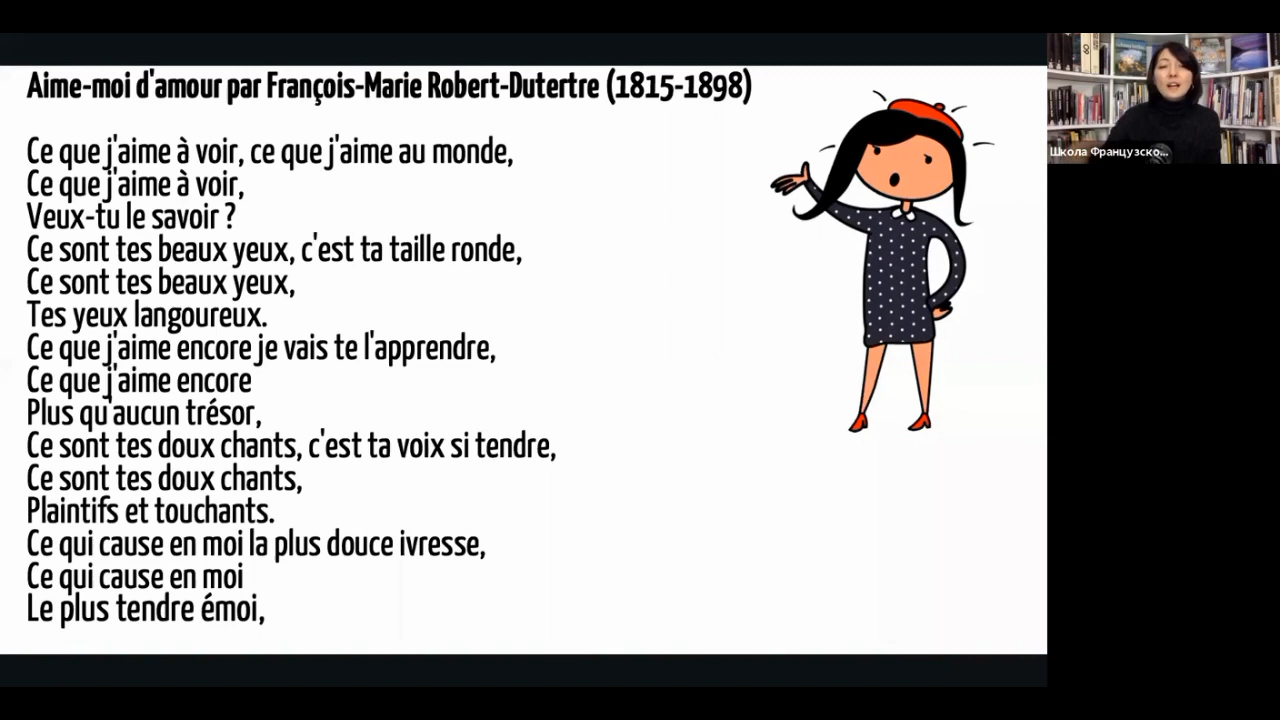 Aime-moi d'amour par François-Marie Robert-Dutertre (1815-1898)
Ce que j'aime à voir, ce que j'aime au monde,
Ce que j'aime à voir,
Veux-tu le savoir ?
Ce sont tes beaux yeux, c'est ta taille ronde,
Ce sont tes beaux yeux,
Tes yeux langoureux.
Ce que j'aime encore je vais te l'apprendre,
Ce que j'aime encore
Plus qu'aucun trésor,
Ce sont tes doux chants, c'est ta voix si tendre,
Ce sont tes doux chants,
Plaintifs et touchants.
Ce qui cause en moi la plus douce ivresse,
Ce qui cause en moi
Le plus tendre émoi,
Школа Французско...